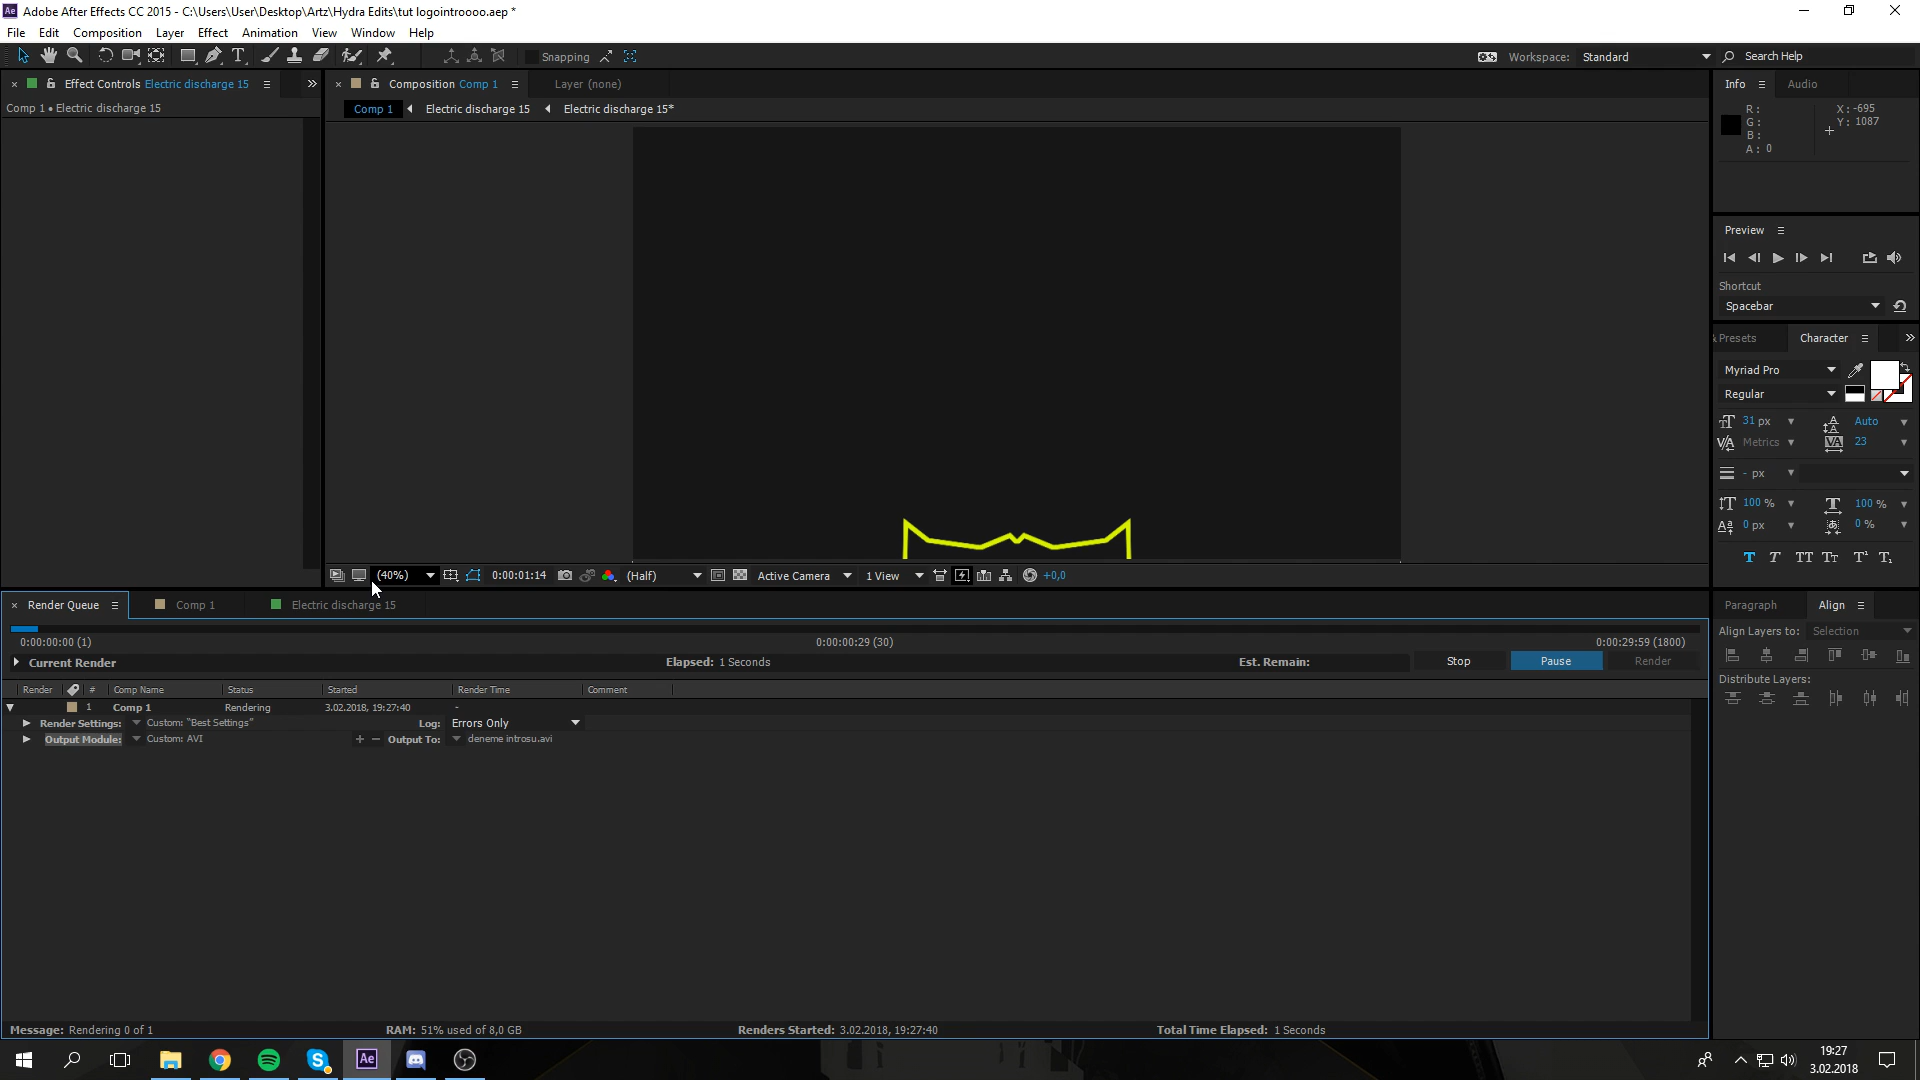 Adobe After Effects CC 2015 - C:\Users\User\Desktop\Artz\Hydra Edits\tut logointroooo.aep *
File Edit Composition Layer Effect Animation View Window Help
Snapping
Workspace: Standard
Search Help
Effect Controls Electric discharge 15
Composition Comp 1
Layer (none)
Info Audio
Comp 1 • Electric discharge 15
Comp 1 Electric discharge 15 Electric discharge 15*
R:
G:
B:
A: 0
X: -695
Y: 1087
Preview
Shortcut
Spacebar
& Presets Character
Myriad Pro
Regular
31 px Auto
Metrics 23
- px
100 % 100 %
0 px 0 %
(40%) 0:00:01:14 (Half) Active Camera 1 View +0,0
Render Queue Comp 1 Electric discharge 15
0:00:00:00 (1) 0:00:00:29 (30) 0:00:29:59 (1800)
Current Render Elapsed: 1 Seconds Est. Remain: Stop Pause Render
Render # Comp Name Status Started Render Time Comment
1 Comp 1 Rendering 3.02.2018, 19:27:40 -
Render Settings: Custom: "Best Settings" Log: Errors Only
Output Module: Custom: AVI + − Output To: deneme introsu.avi
Paragraph Align
Align Layers to: Selection
Distribute Layers:
Message: Rendering 0 of 1 RAM: 51% used of 8,0 GB Renders Started: 3.02.2018, 19:27:40 Total Time Elapsed: 1 Seconds
Ae
19:27
3.02.2018